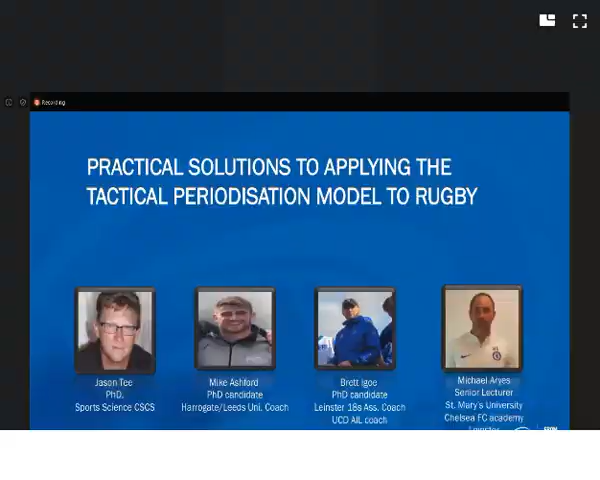 Recording
PRACTICAL SOLUTIONS TO APPLYING THE
TACTICAL PERIODISATION MODEL TO RUGBY
Jason Tee
PhD,
Sports Science CSCS
Mike Ashford
PhD candidate
Harrogate/Leeds Uni. Coach
Brett Igoe
PhD candidate
Leinster 18s Ass. Coach
UCD AIL coach
Michael Aryes
Senior Lecturer
St. Mary's University
Chelsea FC academy